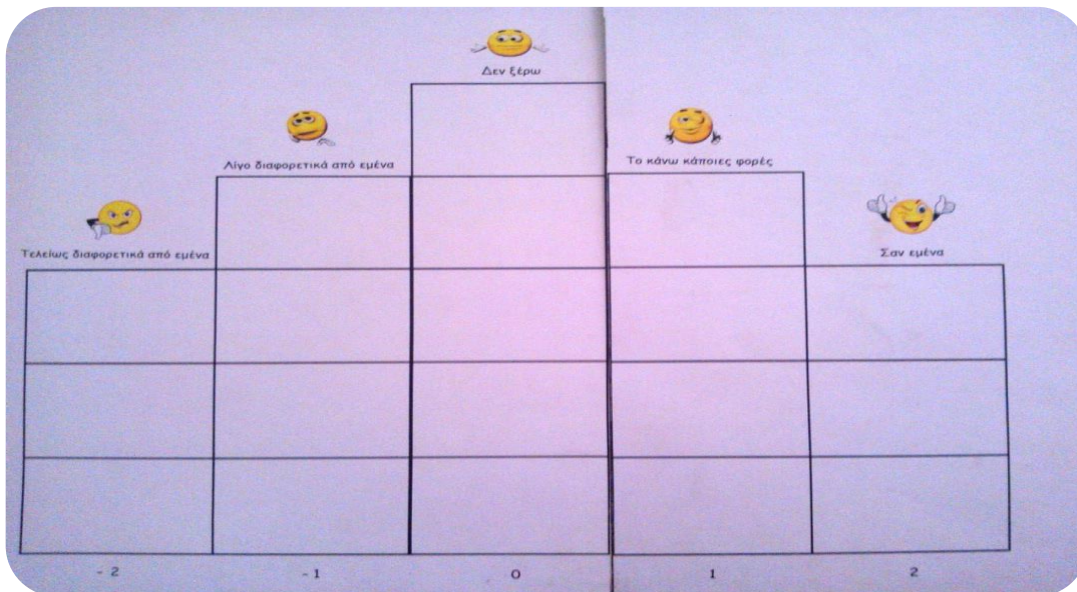 Δεν ξέρω
Λίγο διαφορετικά από εμένα
Το κάνω κάποιες φορές
Τελείως διαφορετικά από εμένα
Σαν εμένα
- 2
- 1
0
1
2